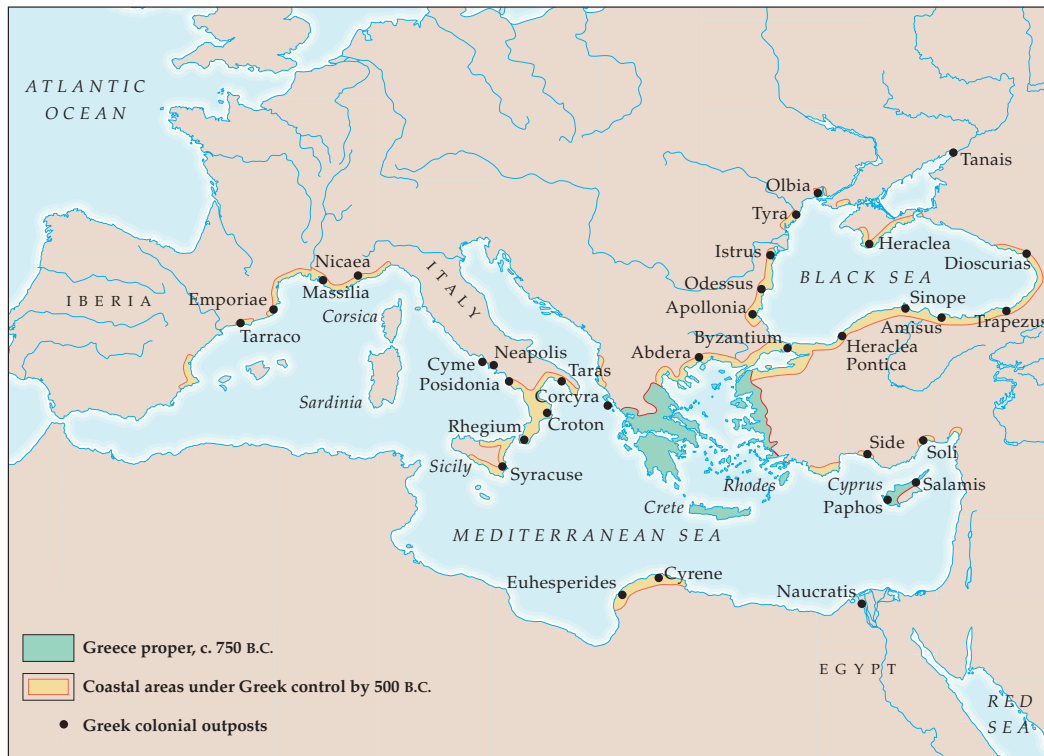 ATLANTIC
OCEAN
Tanais
Olbia
Tyra
Heraclea
Istrus
Dioscurias
Nicaea
ITALY
BLACK SEA
Odessus
IBERIA
Emporiae
Massilia
Sinope
Corsica
Apollonia
Amisus
Trapezus
Tarraco
Byzantium
Heraclea
Pontica
Neapolis
Abdera
Cyme
Taras
Posidonia
Corcyra
Sardinia
Rhegium
Croton
Side
Soli
Sicily
Syracuse
Rhodes
Cyprus
Salamis
Paphos
Crete
MEDITERRANEAN SEA
Cyrene
Euhesperides
Naucratis
Greece proper, c. 750 B.C.
EGYPT
Coastal areas under Greek control by 500 B.C.
RED
SEA
Greek colonial outposts